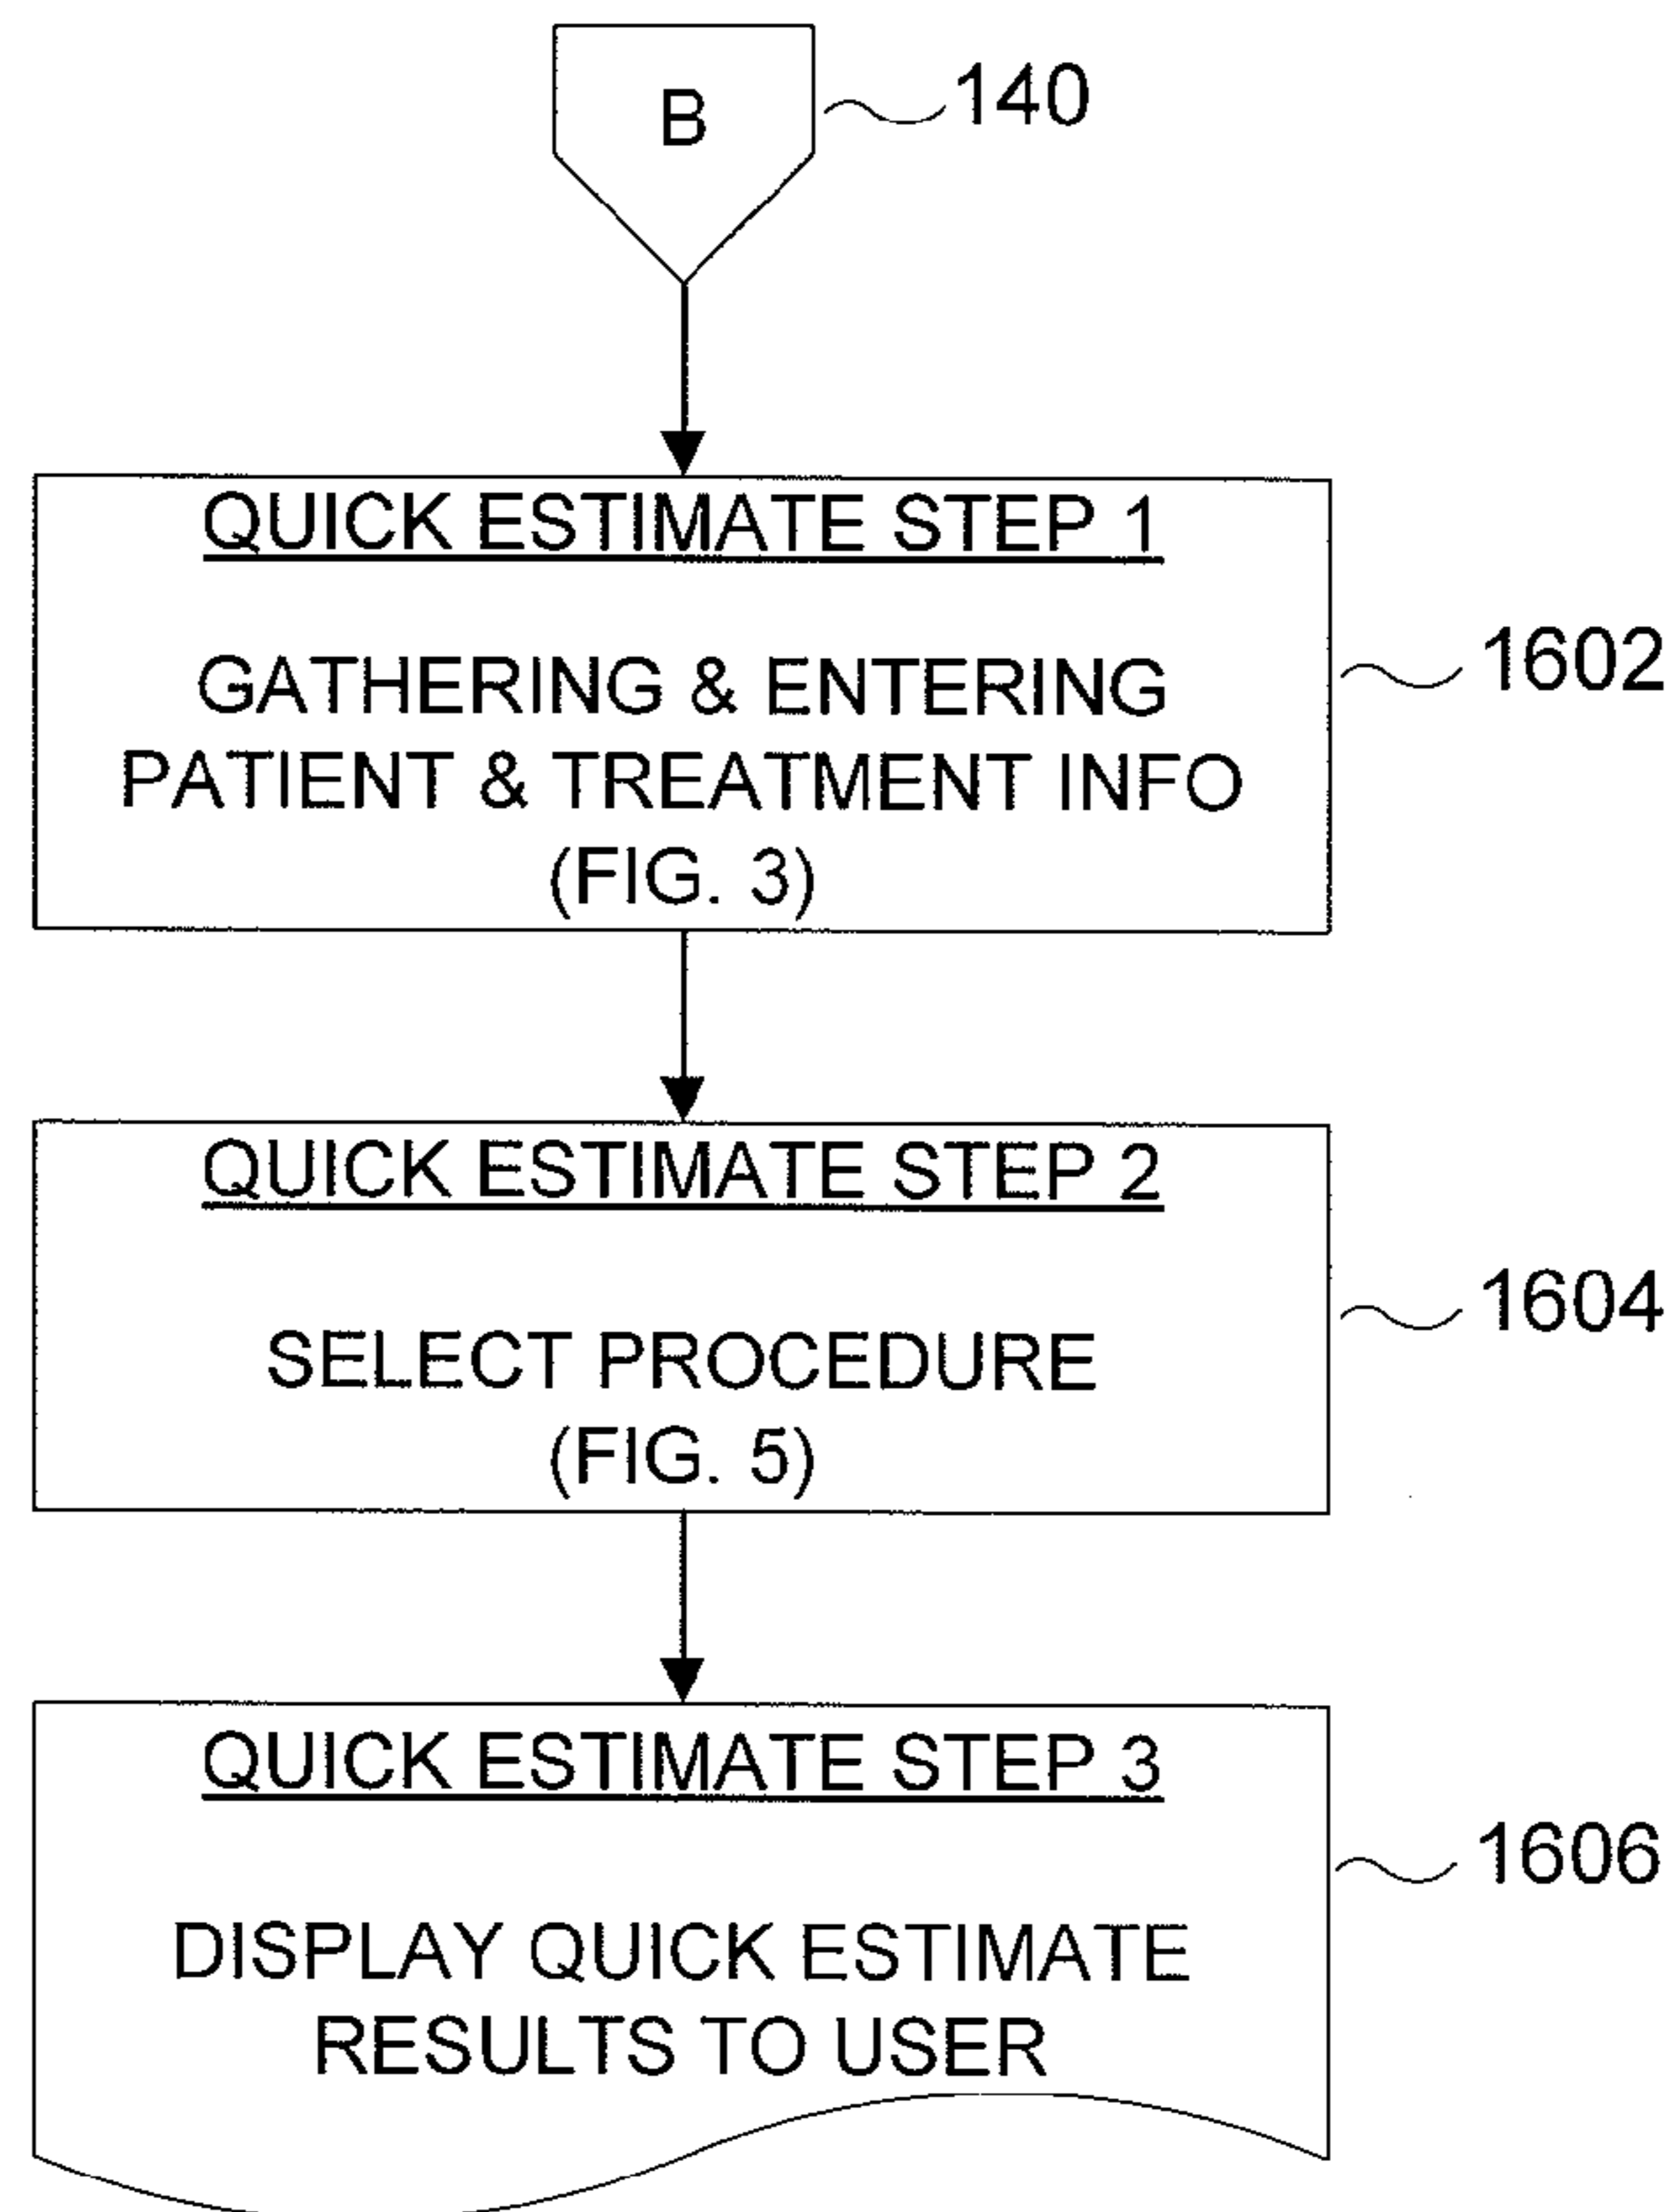 B
140
QUICK ESTIMATE STEP 1
GATHERING & ENTERING
PATIENT & TREATMENT INFO
(FIG. 3)
1602
QUICK ESTIMATE STEP 2
SELECT PROCEDURE
(FIG. 5)
1604
QUICK ESTIMATE STEP 3
DISPLAY QUICK ESTIMATE
RESULTS TO USER
1606